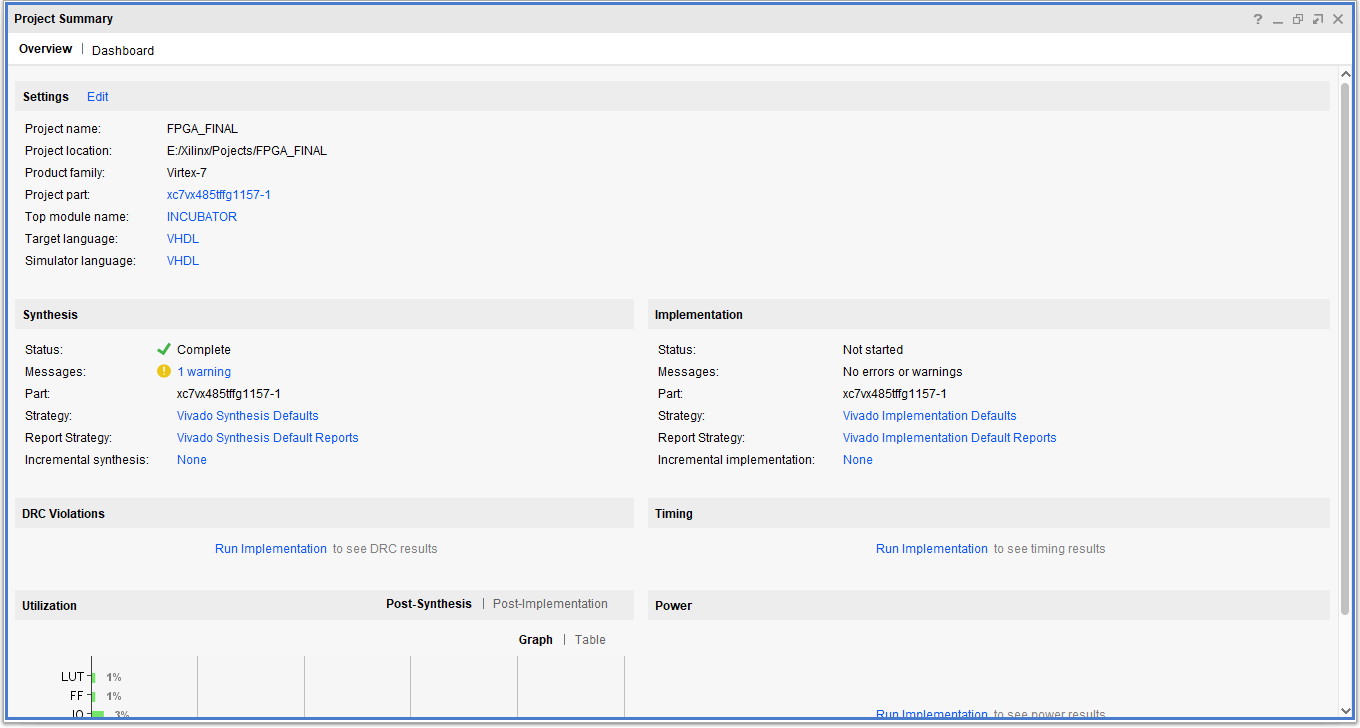 Project Summary
Overview | Dashboard
Settings Edit
Project name: FPGA_FINAL
Project location: E:/Xilinx/Pojects/FPGA_FINAL
Product family: Virtex-7
Project part: xc7vx485tffg1157-1
Top module name: INCUBATOR
Target language: VHDL
Simulator language: VHDL
Synthesis
Status: Complete
Messages: 1 warning
Part: xc7vx485tffg1157-1
Strategy: Vivado Synthesis Defaults
Report Strategy: Vivado Synthesis Default Reports
Incremental synthesis: None
Implementation
Status: Not started
Messages: No errors or warnings
Part: xc7vx485tffg1157-1
Strategy: Vivado Implementation Defaults
Report Strategy: Vivado Implementation Default Reports
Incremental implementation: None
DRC Violations
Run Implementation to see DRC results
Timing
Run Implementation to see timing results
Utilization Post-Synthesis | Post-Implementation
Graph | Table
LUT 1%
FF 1%
IO 3%
Power
Run Implementation to see power results